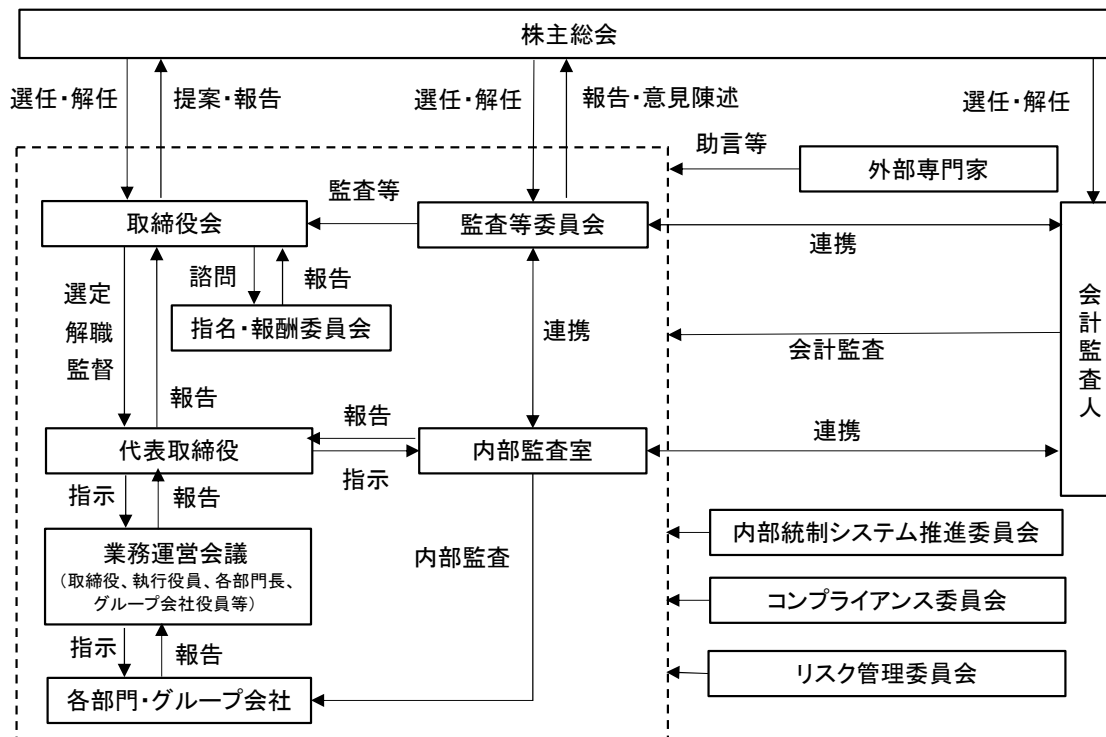 株主総会
選任・解任
提案・報告
選任・解任
報告・意見陳述
選任・解任
助言等
外部専門家
監査等
取締役会
監査等委員会
連携
諮問
報告
選定
解職
監督
指名・報酬委員会
連携
会計監査
会計監査人
報告
報告
連携
代表取締役
内部監査室
指示
指示
報告
内部統制システム推進委員会
業務運営会議
(取締役、執行役員、各部門長、
グループ会社役員等)
内部監査
コンプライアンス委員会
指示
報告
リスク管理委員会
各部門・グループ会社